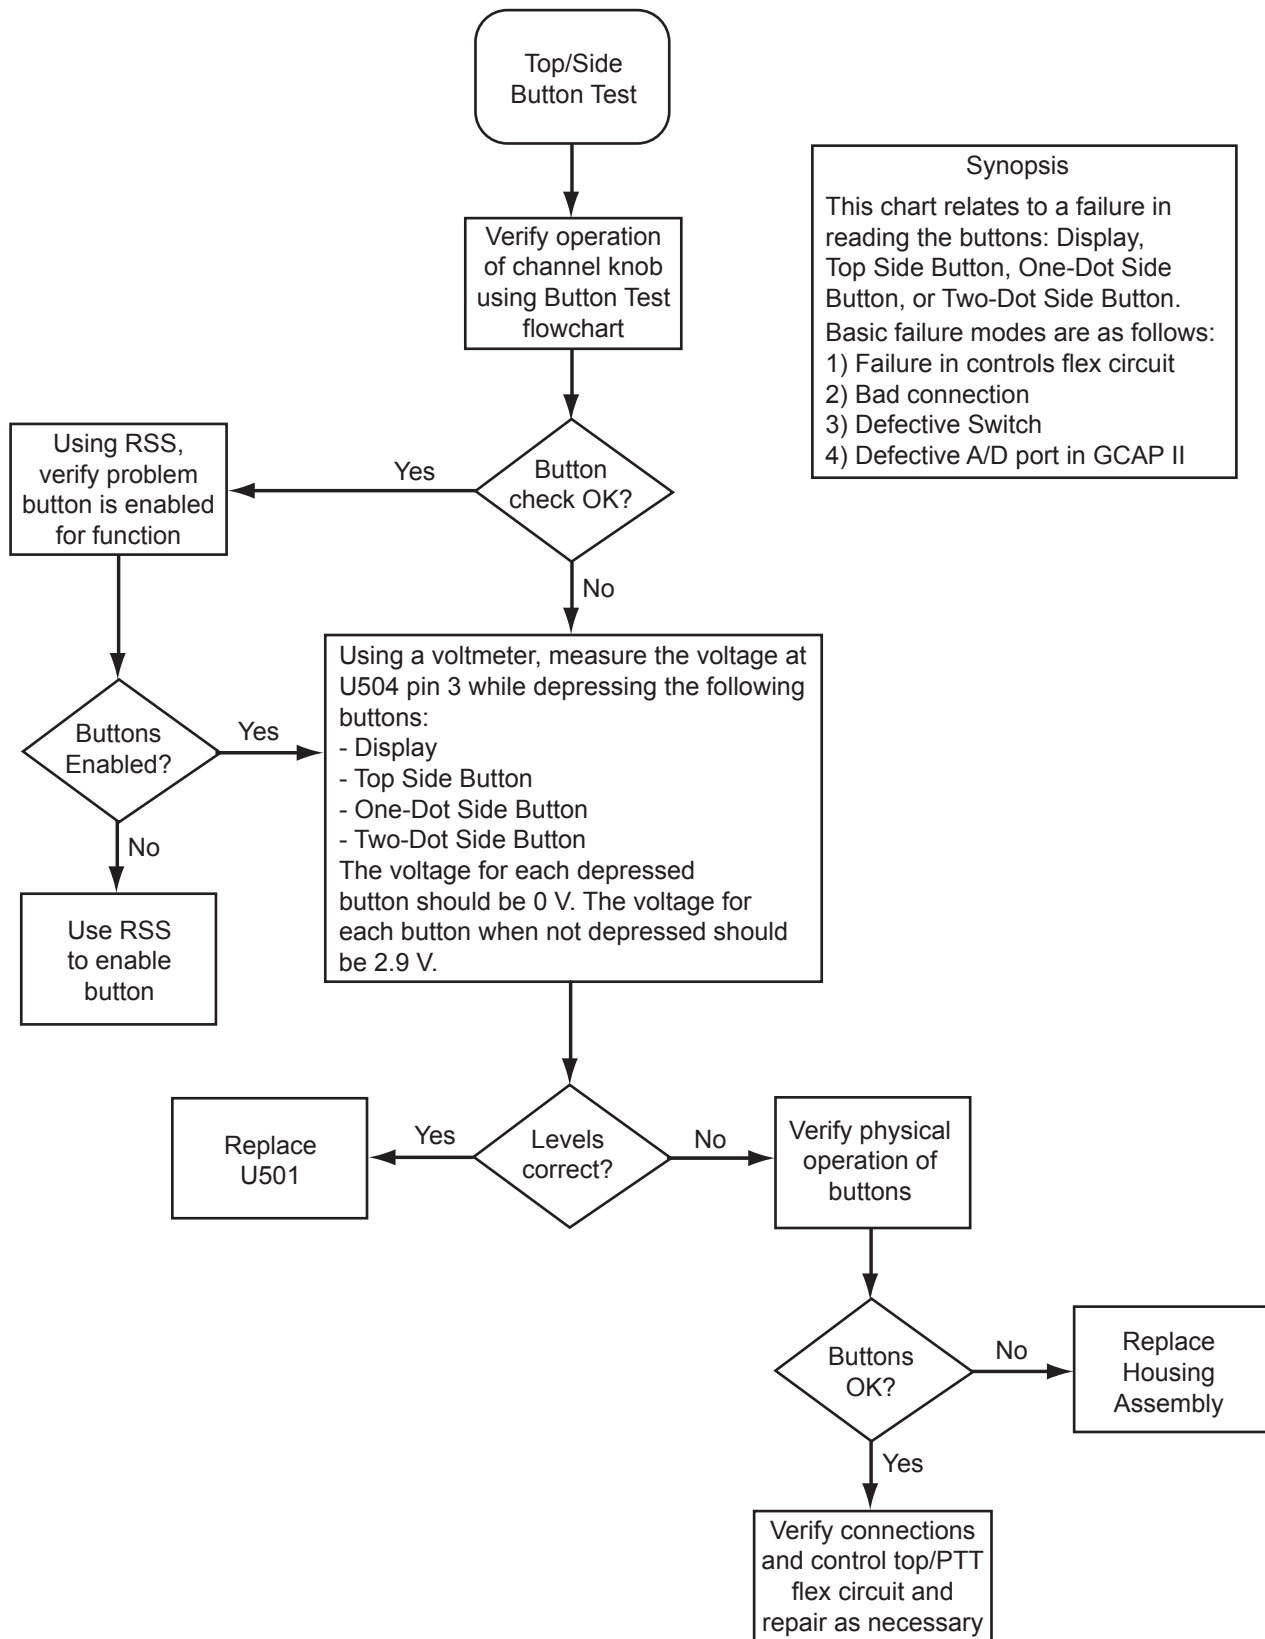 Top/Side
Button Test
Verify operation
of channel knob
using Button Test
flowchart
Synopsis
This chart relates to a failure in
reading the buttons: Display,
Top Side Button, One-Dot Side
Button, or Two-Dot Side Button.
Basic failure modes are as follows:
1) Failure in controls flex circuit
2) Bad connection
3) Defective Switch
4) Defective A/D port in GCAP II
Button
check OK?
Yes
Using RSS,
verify problem
button is enabled
for function
No
Buttons
Enabled?
Yes
No
Use RSS
to enable
button
Using a voltmeter, measure the voltage at
U504 pin 3 while depressing the following
buttons:
- Display
- Top Side Button
- One-Dot Side Button
- Two-Dot Side Button
The voltage for each depressed
button should be 0 V. The voltage for
each button when not depressed should
be 2.9 V.
Levels
correct?
Yes
Replace
U501
No
Verify physical
operation of
buttons
Buttons
OK?
No
Replace
Housing
Assembly
Yes
Verify connections
and control top/PTT
flex circuit and
repair as necessary